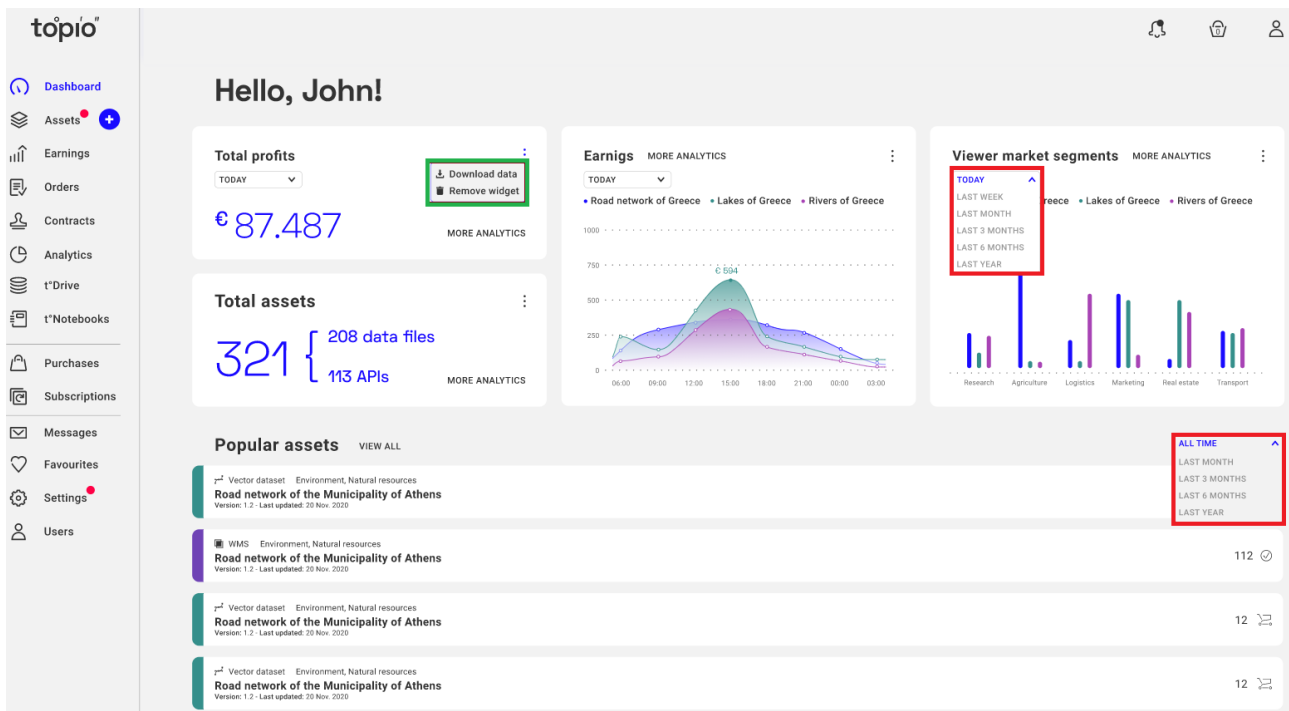 topio
0
Dashboard
Assets
Earnings
Orders
Contracts
Analytics
t°Drive
t°Notebooks
Purchases
Subscriptions
Messages
Favourites
Settings
Users
Hello, John!
Total profits
TODAY
Download data
Remove widget
€ 87.487
MORE ANALYTICS
Total assets
321 { 208 data files
113 APIs
MORE ANALYTICS
Earnigs MORE ANALYTICS
TODAY
• Road network of Greece • Lakes of Greece • Rivers of Greece
1000
750
€ 594
500
250
0
06:00 09:00 12:00 15:00 18:00 21:00 00:00 03:00
Viewer market segments MORE ANALYTICS
TODAY
LAST WEEK
LAST MONTH
LAST 3 MONTHS
LAST 6 MONTHS
LAST YEAR
reece • Lakes of Greece • Rivers of Greece
Research Agriculture Logistics Marketing Real estate Transport
Popular assets VIEW ALL
ALL TIME
LAST MONTH
LAST 3 MONTHS
LAST 6 MONTHS
LAST YEAR
Vector dataset Environment, Natural resources
Road network of the Municipality of Athens
Version: 1.2 - Last updated: 20 Nov. 2020
WMS Environment, Natural resources
Road network of the Municipality of Athens
Version: 1.2 - Last updated: 20 Nov. 2020
112
Vector dataset Environment, Natural resources
Road network of the Municipality of Athens
Version: 1.2 - Last updated: 20 Nov. 2020
12
Vector dataset Environment, Natural resources
Road network of the Municipality of Athens
Version: 1.2 - Last updated: 20 Nov. 2020
12